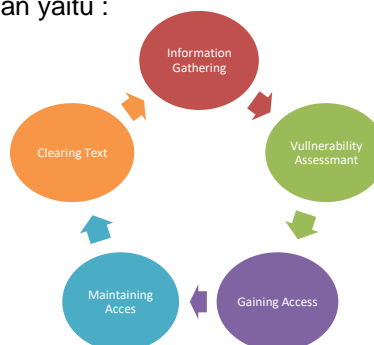 an yaitu :
Information
Gathering
Vullnerability
Assessmant
Gaining Access
Maintaining
Acces
Clearing Text